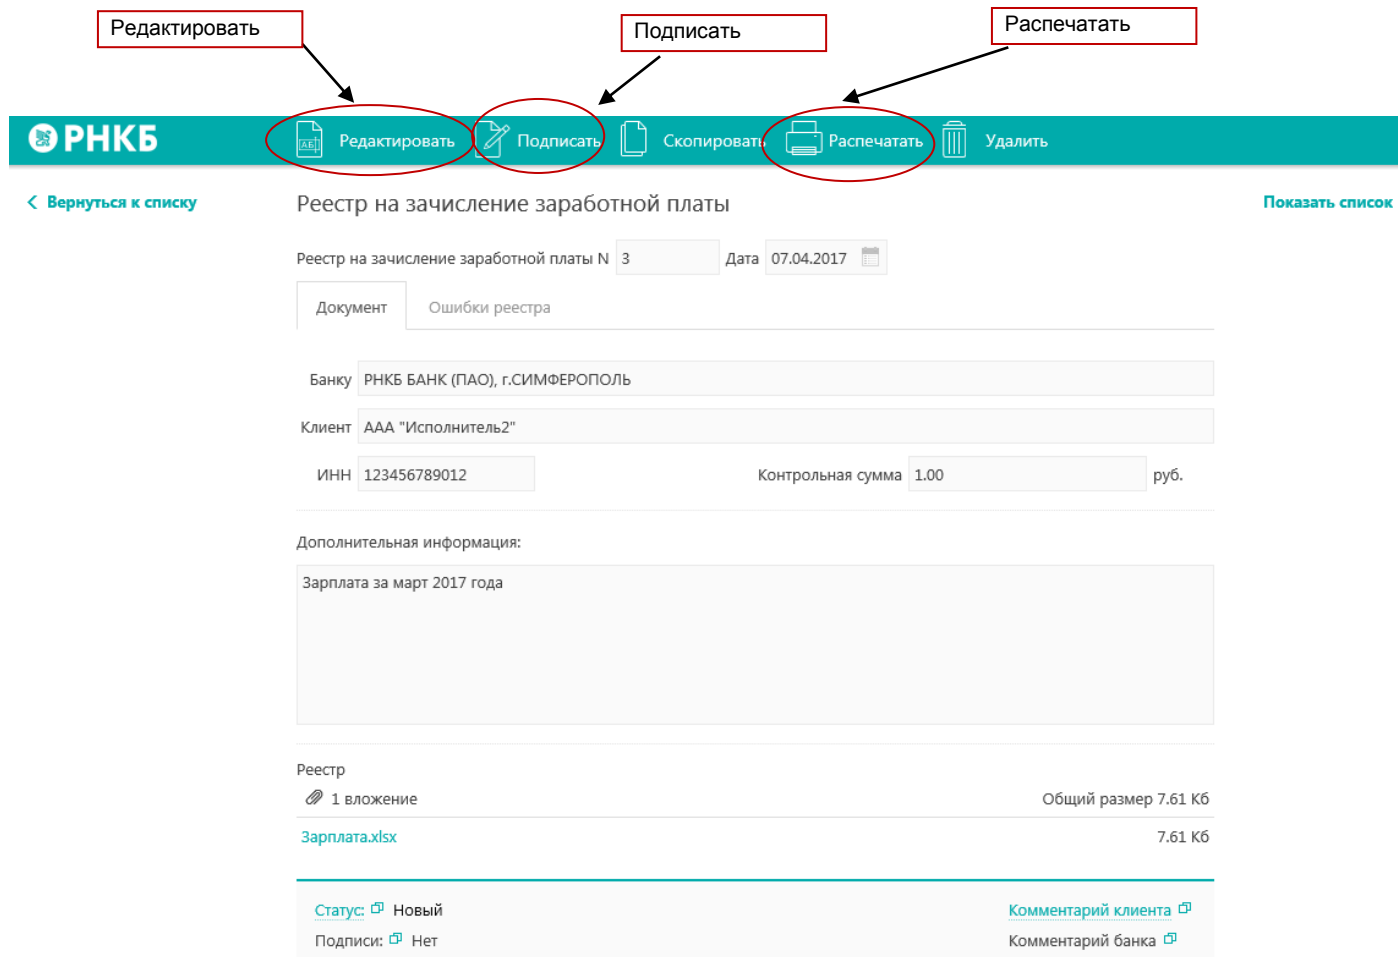 Редактировать
Подписать
Распечатать
РНКБ
Редактировать Подписать Скопировать Распечатать Удалить
Вернуться к списку
Реестр на зачисление заработной платы
Показать список
Реестр на зачисление заработной платы N 3 Дата 07.04.2017
Документ Ошибки реестра
Банку РНКБ БАНК (ПАО), г.СИМФЕРОПОЛЬ
Клиент ААА "Исполнитель2"
ИНН 123456789012 Контрольная сумма 1.00 руб.
Дополнительная информация:
Зарплата за март 2017 года
Реестр
1 вложение Общий размер 7.61 Кб
Зарплата.xlsx 7.61 Кб
Статус: Новый Комментарий клиента
Подписи: Нет Комментарий банка